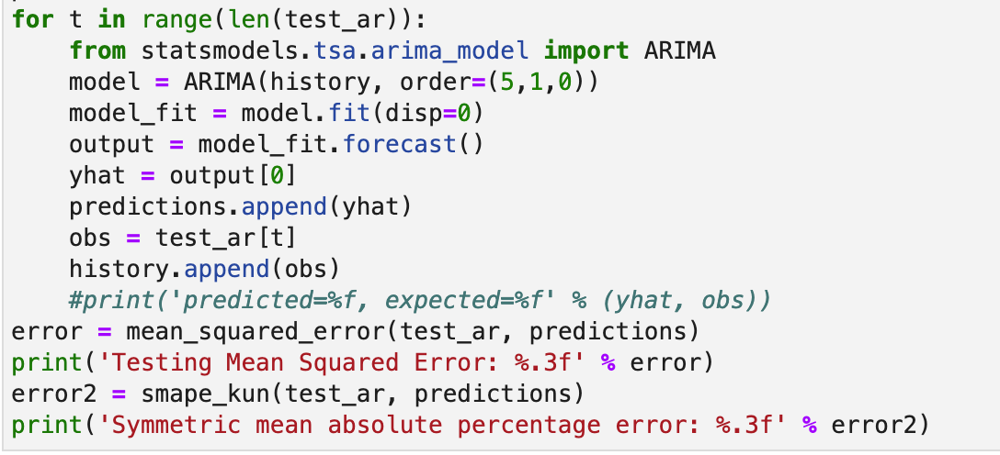 for t in range(len(test_ar)):
    from statsmodels.tsa.arima_model import ARIMA
    model = ARIMA(history, order=(5,1,0))
    model_fit = model.fit(disp=0)
    output = model_fit.forecast()
    yhat = output[0]
    predictions.append(yhat)
    obs = test_ar[t]
    history.append(obs)
    #print('predicted=%f, expected=%f' % (yhat, obs))
error = mean_squared_error(test_ar, predictions)
print('Testing Mean Squared Error: %.3f' % error)
error2 = smape_kun(test_ar, predictions)
print('Symmetric mean absolute percentage error: %.3f' % error2)